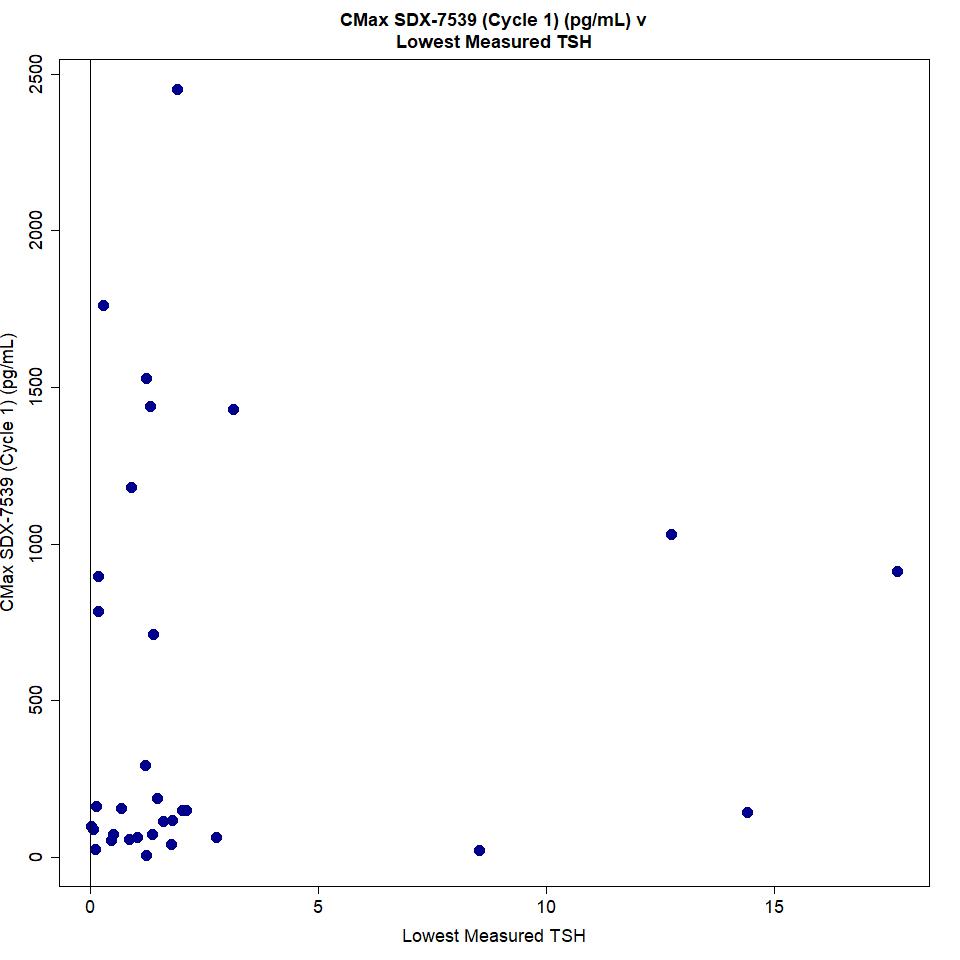 CMax SDX-7539 (Cycle 1) (pg/mL) v
Lowest Measured TSH
2500
2000
1500
1000
500
0
CMax SDX-7539 (Cycle 1) (pg/mL)
0 5 10 15
Lowest Measured TSH